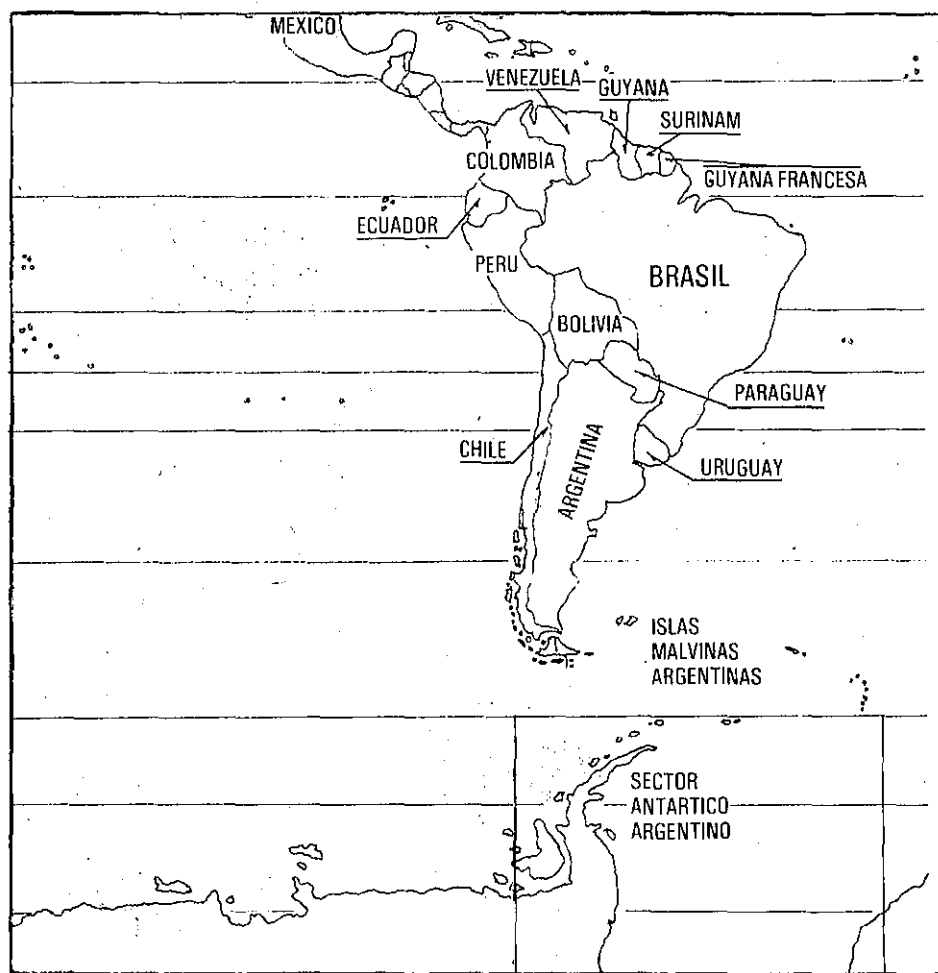 MEXICO
VENEZUELA
GUYANA
SURINAM
COLOMBIA
GUYANA FRANCESA
ECUADOR
PERU
BRASIL
BOLIVIA
PARAGUAY
CHILE
ARGENTINA
URUGUAY
ISLAS
MALVINAS
ARGENTINAS
SECTOR
ANTARTICO
ARGENTINO